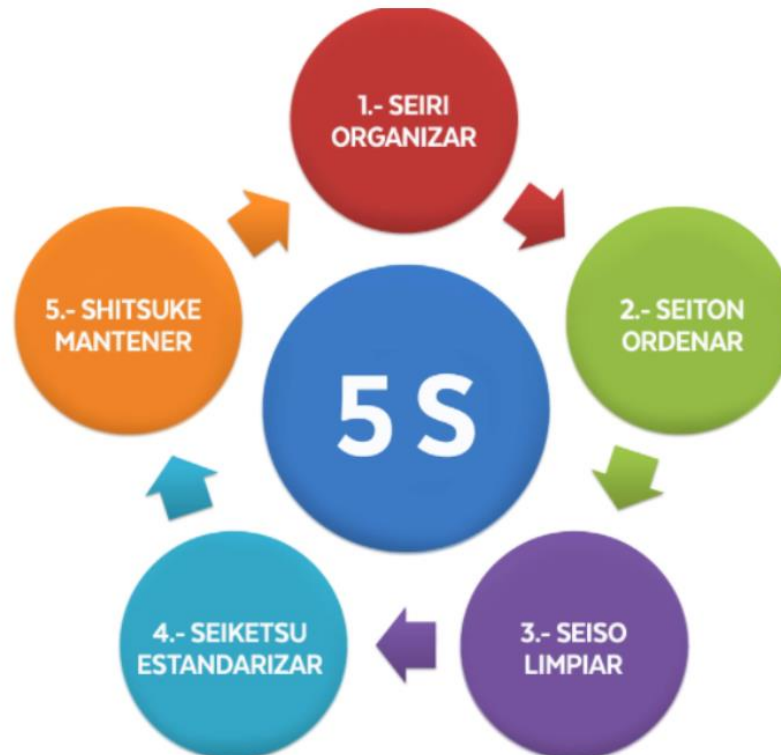 1.- SEIRI
ORGANIZAR
2.- SEITON
ORDENAR
3.- SEISO
LIMPIAR
4.- SEIKETSU
ESTANDARIZAR
5.- SHITSUKE
MANTENER
5 S